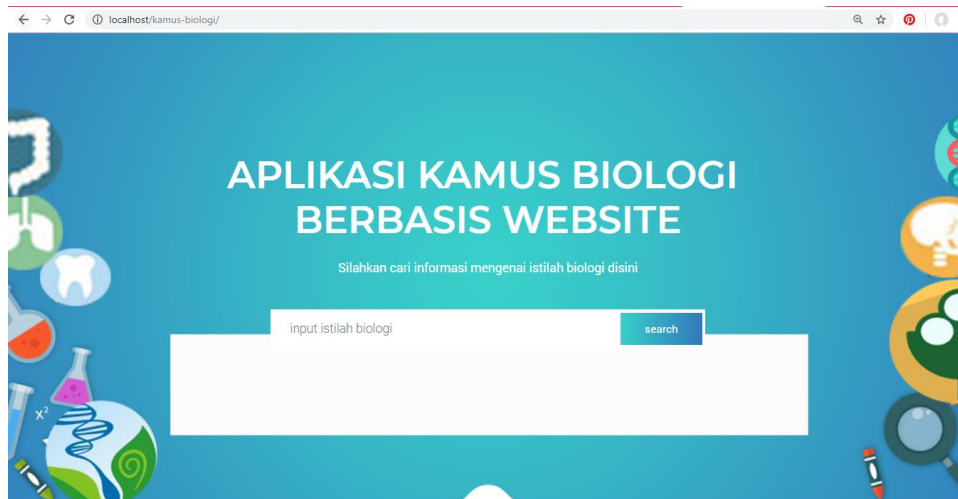 localhost/kamus-biologi/
APLIKASI KAMUS BIOLOGI
BERBASIS WEBSITE
Silahkan cari informasi mengenai istilah biologi disini
input istilah biologi
search
x²